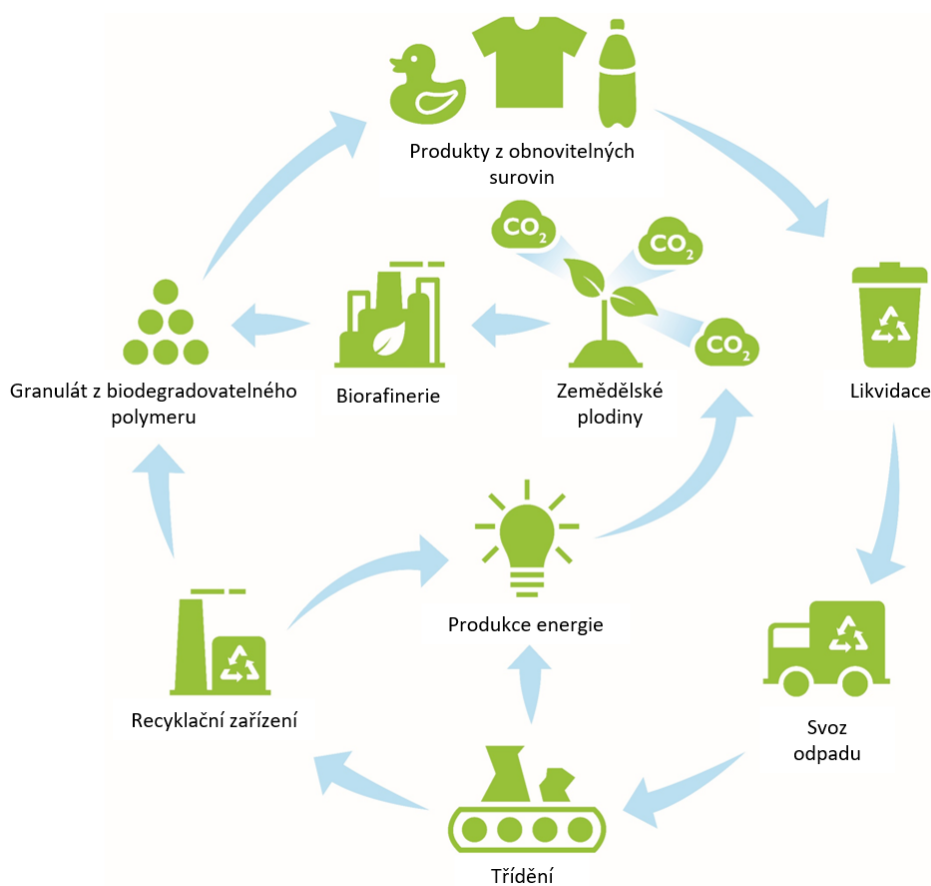 Produkty z obnovitelných
surovin
CO2
CO2
CO2
Granulát z biodegradovatelného
polymeru
Biorafinerie
Zemědělské
plodiny
Likvidace
Produkce energie
Recyklační zařízení
Svoz
odpadu
Třídění